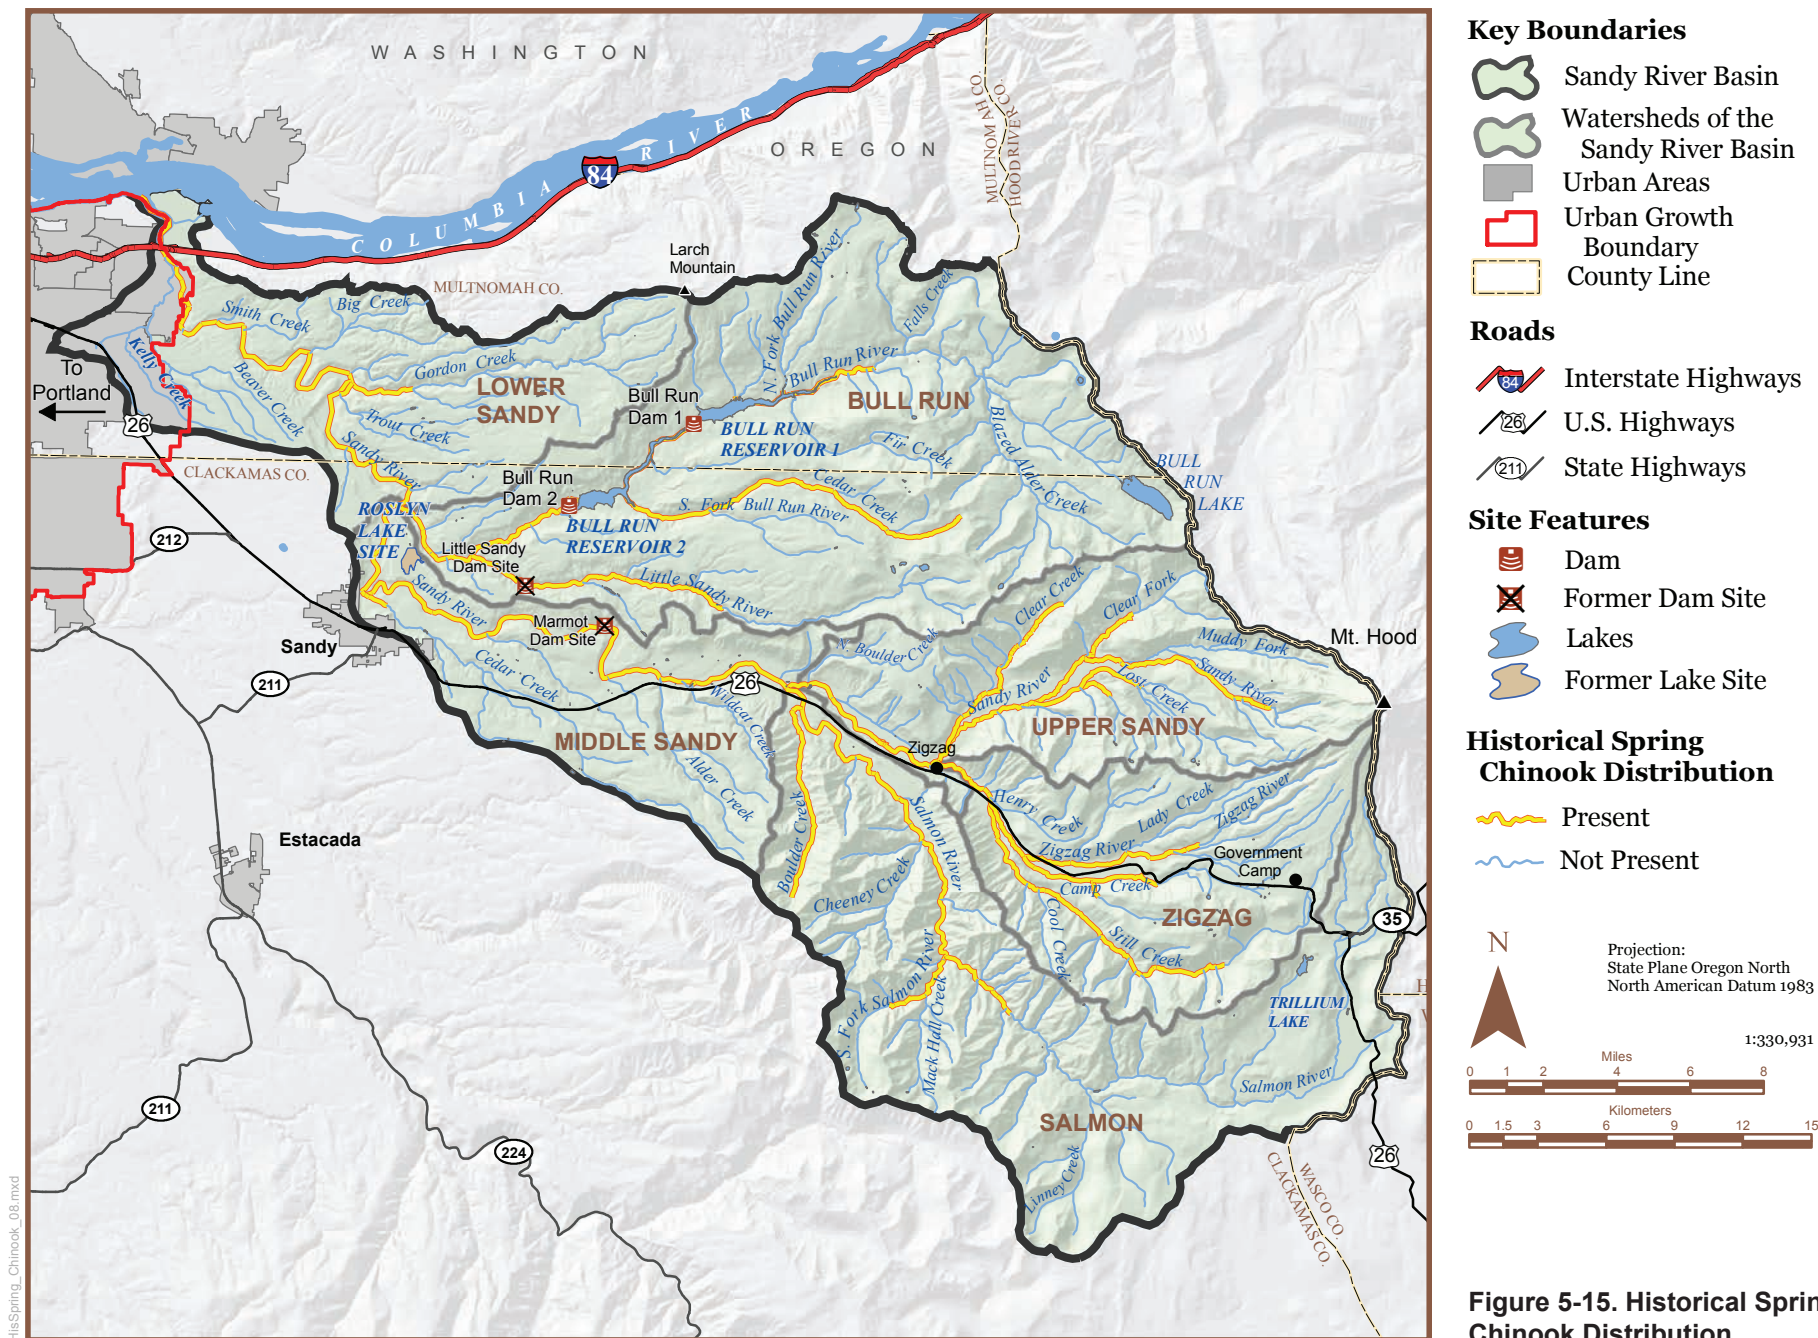 WASHINGTON
OREGON
COLUMBIA RIVER
84
MULTNOMAH CO.
HOOD RIVER CO.
Larch
Mountain
MULTNOMAH CO.
Smith Creek
Big Creek
Gordon Creek
Kelly Creek
Beaver Creek
Trout Creek
LOWER
SANDY
N. Fork Bull Run River
Falls Creek
Bull Run River
BULL RUN
Bull Run
Dam 1
BULL RUN
RESERVOIR 1
Fir Creek
Blazed Alder Creek
BULL
RUN
LAKE
To
Portland
26
CLACKAMAS CO.
Sandy River
Bull Run
Dam 2
BULL RUN
RESERVOIR 2
S. Fork Bull Run River
Cedar Creek
ROSLYN
LAKE
SITE
212
Little Sandy
Dam Site
Little Sandy River
Sandy River
Marmot
Dam Site
Sandy
211
Cedar Creek
Wildcat Creek
26
N. Boulder Creek
Clear Creek
Clear Fork
Muddy Fork
Mt. Hood
Sandy River
Lost Creek
Sandy River
UPPER SANDY
MIDDLE SANDY
Alder Creek
Zigzag
Boulder Creek
Salmon River
Henry Creek
Lady Creek
Zigzag River
Zigzag River
Government
Camp
Camp Creek
ZIGZAG
35
Estacada
Cheeney Creek
Cool Creek
Still Creek
S. Fork Salmon River
Mack Hall Creek
TRILLIUM
LAKE
Salmon River
SALMON
Linney Creek
211
224
26
WASCO CO.
CLACKAMAS CO.
H
HisSpring_Chinook_08.mxd
Key Boundaries
Sandy River Basin
Watersheds of the
Sandy River Basin
Urban Areas
Urban Growth
Boundary
County Line
Roads
84
Interstate Highways
26
U.S. Highways
211
State Highways
Site Features
Dam
Former Dam Site
Lakes
Former Lake Site
Historical Spring
Chinook Distribution
Present
Not Present
N
Projection:
State Plane Oregon North
North American Datum 1983
1:330,931
Miles
0 1 2 4 6 8
Kilometers
0 1.5 3 6 9 12 15
Figure 5-15. Historical Sprin
Chinook Distribution